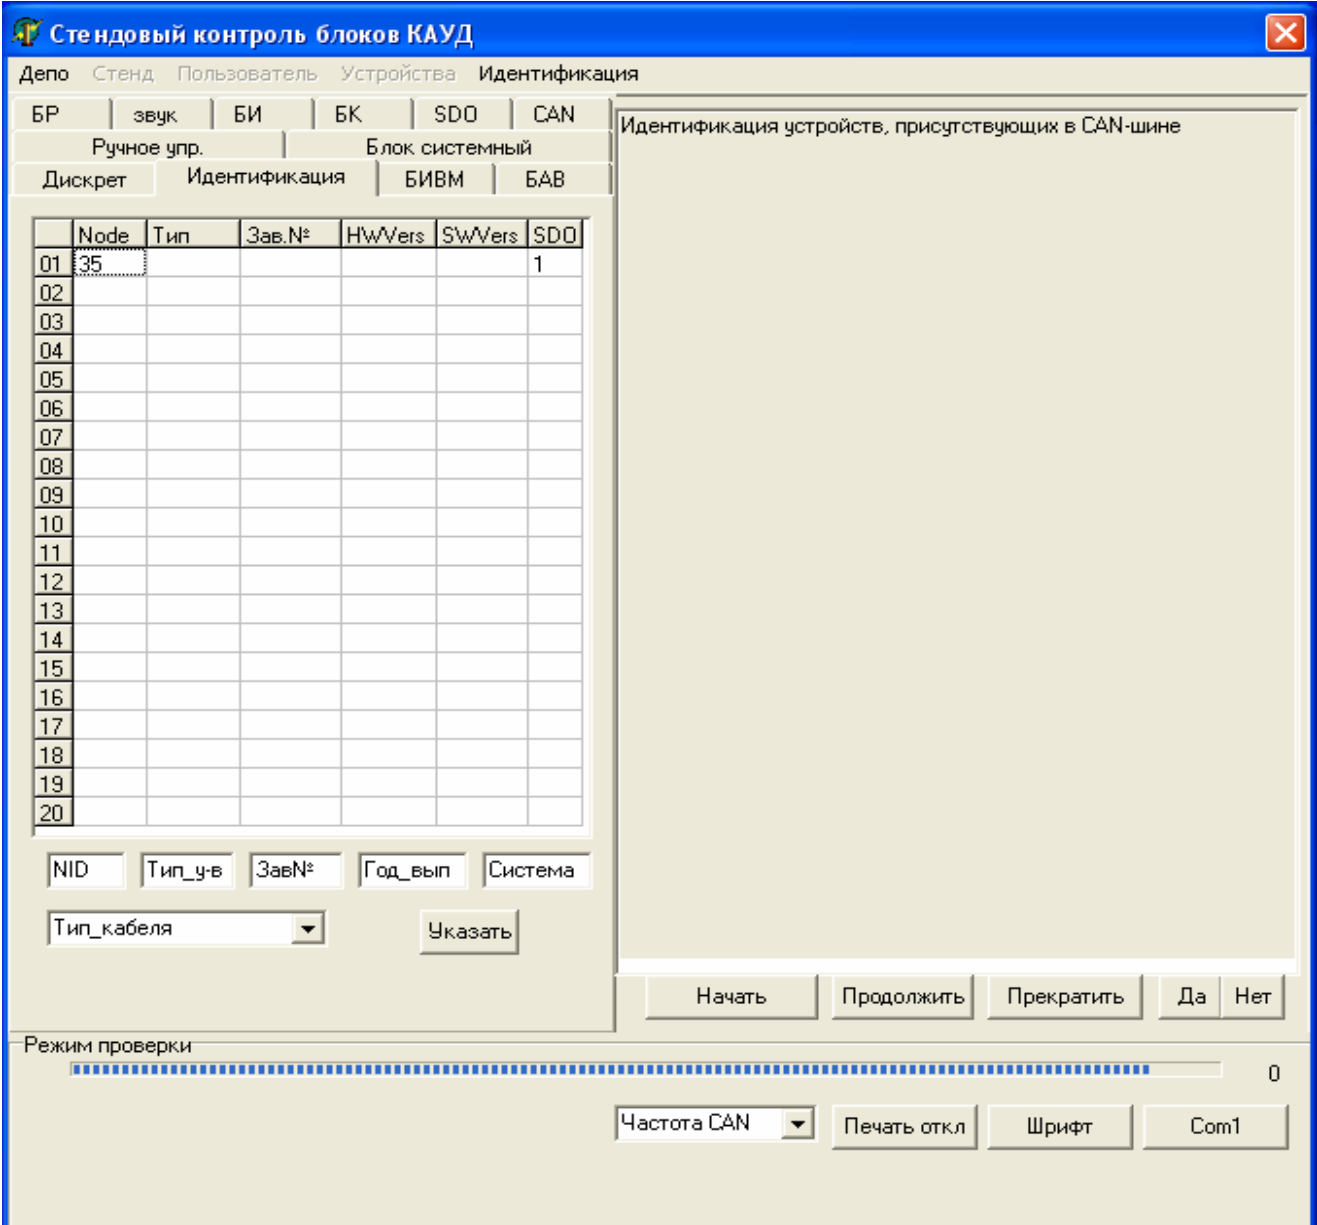 Стендовый контроль блоков КАУД
Депо Стенд Пользователь Устройства Идентификация
БР звук БИ БК SDO CAN
Ручное упр. Блок системный
Дискрет Идентификация БИВМ БАВ
Идентификация устройств, присутствующих в CAN-шине
Node Тип Зав.№ HWVers SWVers SDO
01 35 1
02
03
04
05
06
07
08
09
10
11
12
13
14
15
16
17
18
19
20
NID Тип_у-в Зав№ Год_вып Система
Тип_кабеля Указать
Начать Продолжить Прекратить Да Нет
Режим проверки
0
Частота CAN Печать откл Шрифт Com1